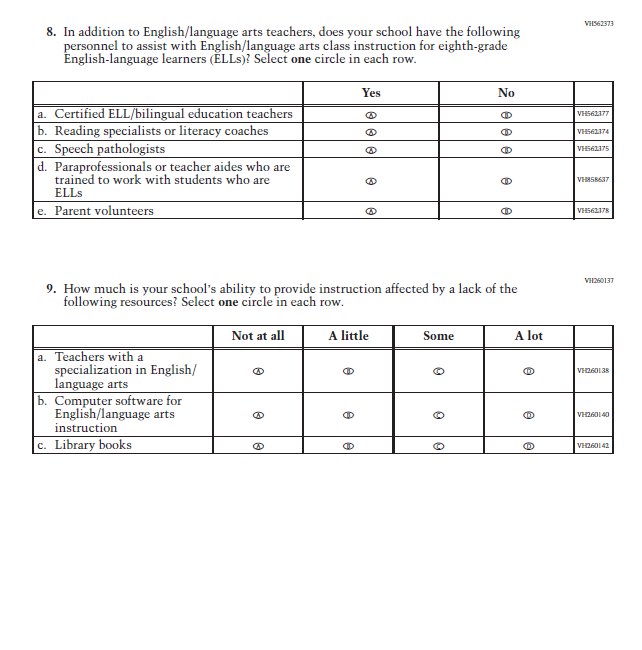 VH562373
8. In addition to English/language arts teachers, does your school have the following
personnel to assist with English/language arts class instruction for eighth-grade
English-language learners (ELLs)? Select one circle in each row.
Yes No
a. Certified ELL/bilingual education teachers A B VH562377
b. Reading specialists or literacy coaches A B VH562374
c. Speech pathologists A B VH562375
d. Paraprofessionals or teacher aides who are
trained to work with students who are A B VH858637
ELLs
e. Parent volunteers A B VH562378
VH260137
9. How much is your school's ability to provide instruction affected by a lack of the
following resources? Select one circle in each row.
Not at all A little Some A lot
a. Teachers with a
specialization in English/ A B C D VH260138
language arts
b. Computer software for
English/language arts A B C D VH260140
instruction
c. Library books A B C D VH260142